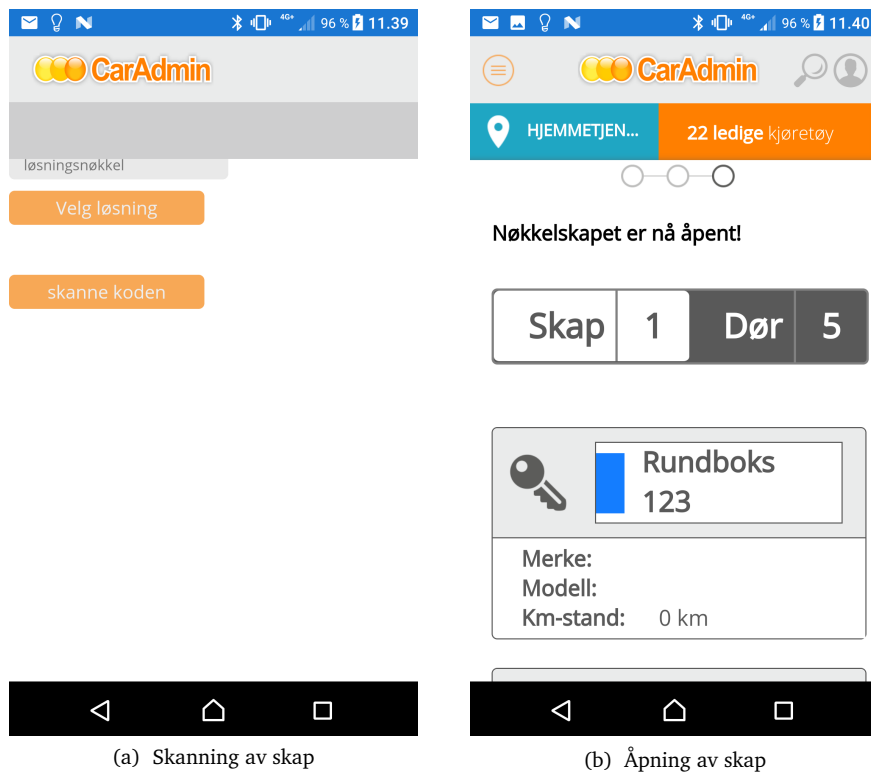 96 % 11.39
CarAdmin
løsningsnøkkel
Velg løsning
skanne koden
(a) Skanning av skap
4G+ 96 % 11.40
CarAdmin
HJEMMETJEN... 22 ledige kjøretøy
Nøkkelskapet er nå åpent!
Skap 1 Dør 5
Rundboks
123
Merke:
Modell:
Km-stand: 0 km
(b) Åpning av skap